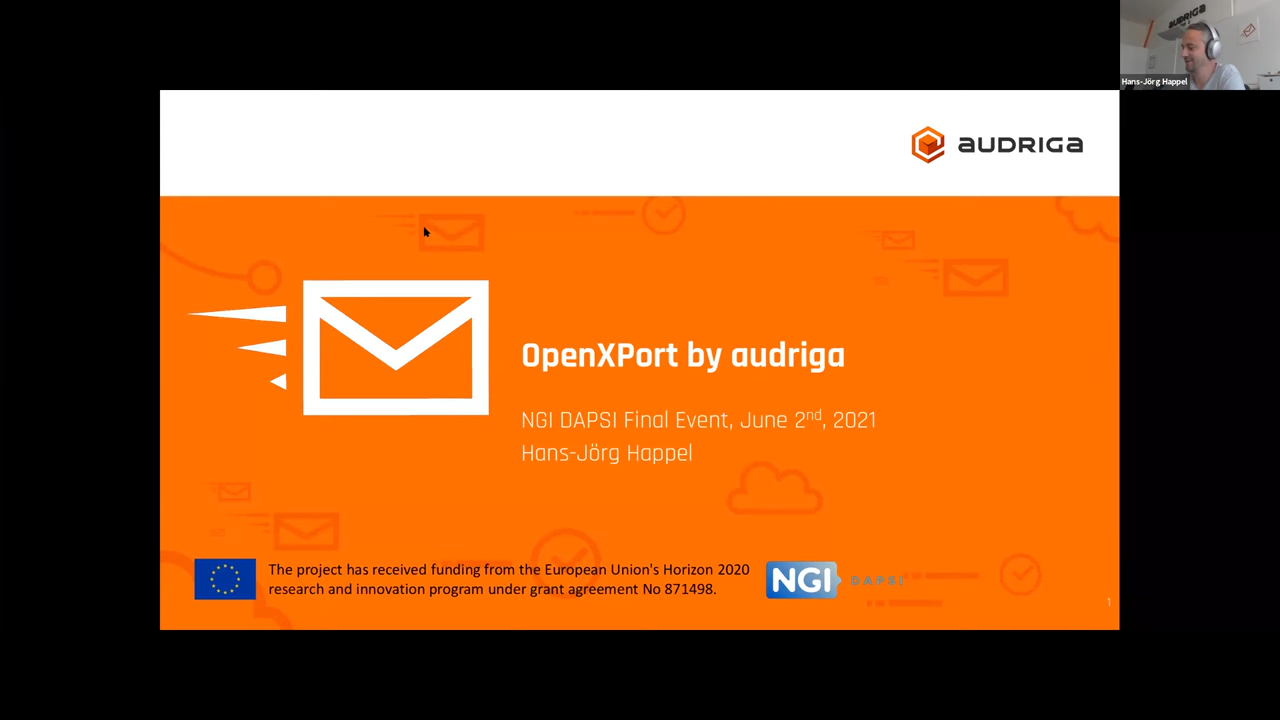 audriga
Hans-Jörg Happel
audriga
OpenXPort by audriga
NGI DAPSI Final Event, June 2nd, 2021
Hans-Jörg Happel
The project has received funding from the European Union's Horizon 2020
research and innovation program under grant agreement No 871498.
NGI DAPSI
1